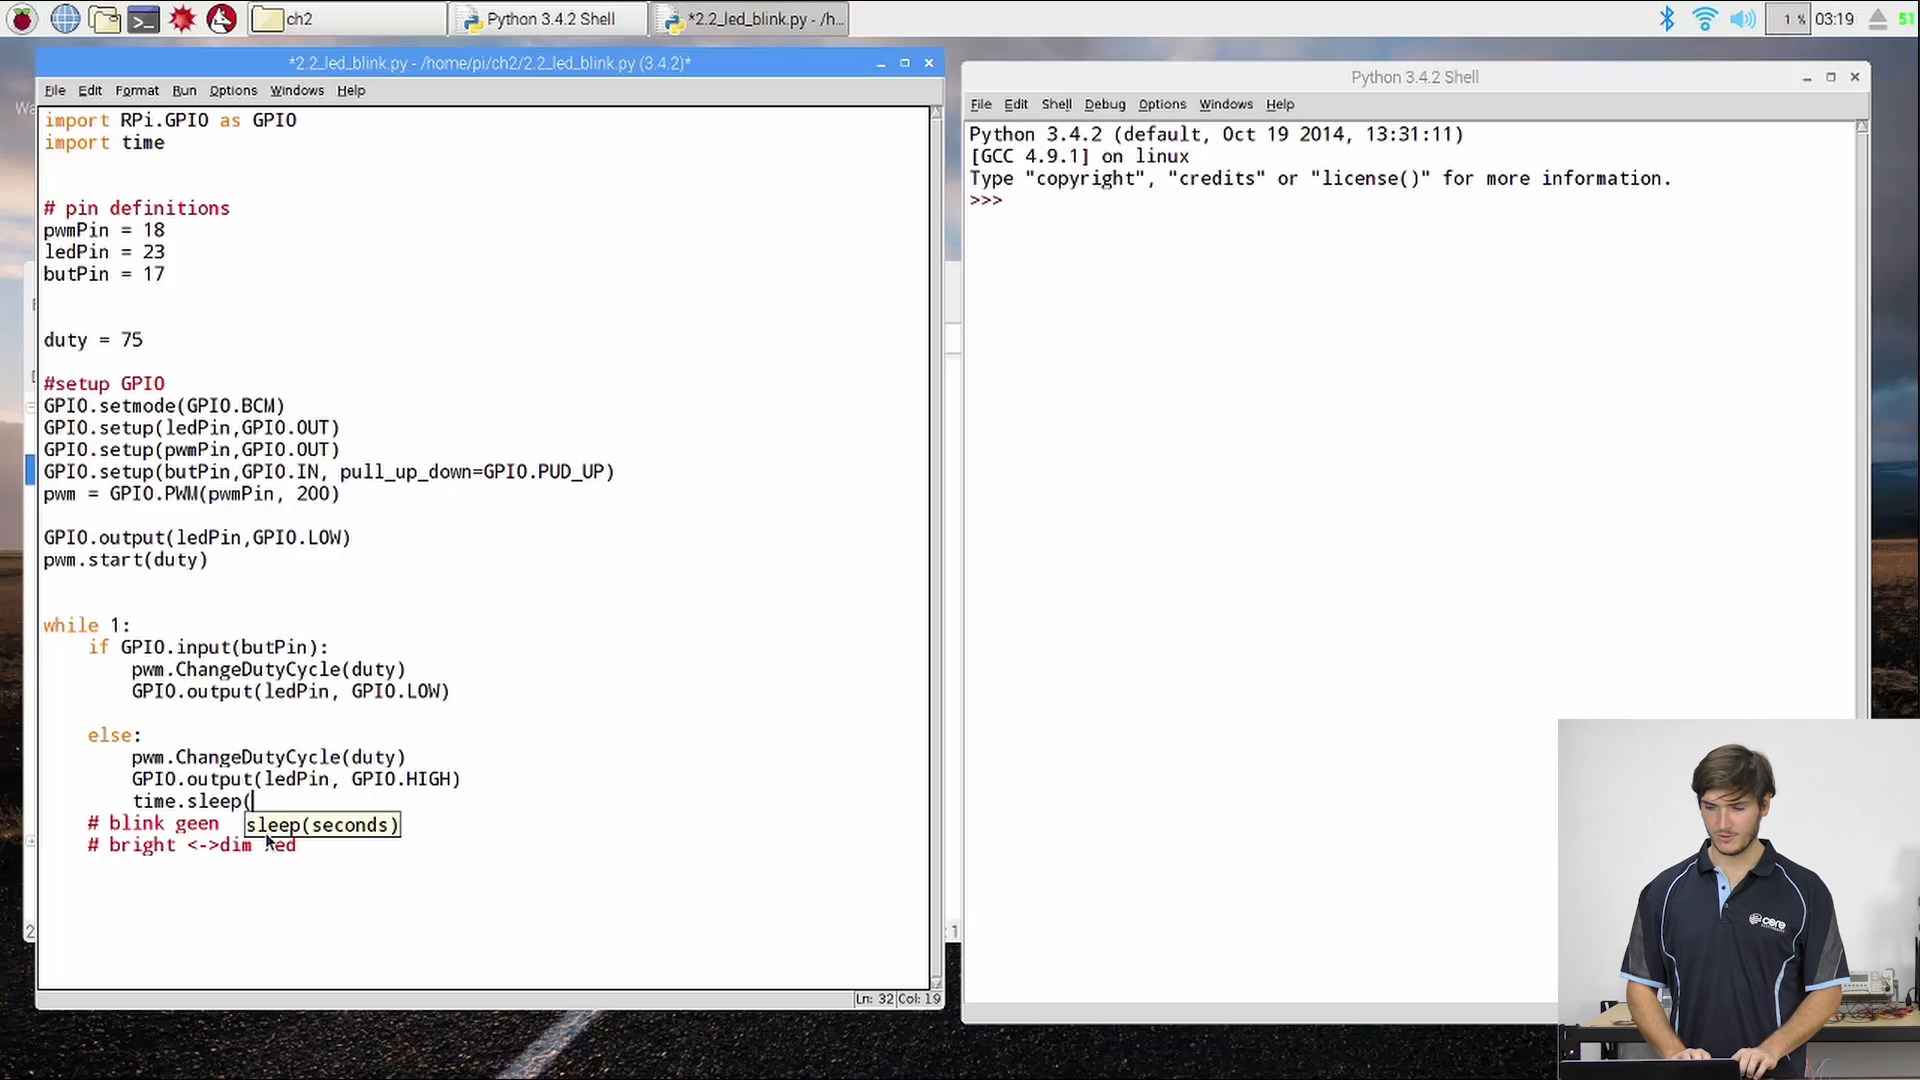 ch2
Python 3.4.2 Shell
*2.2_led_blink.py - /h...
1 %
03:19
51
*2.2_led_blink.py - /home/pi/ch2/2.2_led_blink.py (3.4.2)*
File Edit Format Run Options Windows Help
import RPi.GPIO as GPIO
import time
# pin definitions
pwmPin = 18
ledPin = 23
butPin = 17
duty = 75
#setup GPIO
GPIO.setmode(GPIO.BCM)
GPIO.setup(ledPin,GPIO.OUT)
GPIO.setup(pwmPin,GPIO.OUT)
GPIO.setup(butPin,GPIO.IN, pull_up_down=GPIO.PUD_UP)
pwm = GPIO.PWM(pwmPin, 200)
GPIO.output(ledPin,GPIO.LOW)
pwm.start(duty)
while 1:
if GPIO.input(butPin):
pwm.ChangeDutyCycle(duty)
GPIO.output(ledPin, GPIO.LOW)
else:
pwm.ChangeDutyCycle(duty)
GPIO.output(ledPin, GPIO.HIGH)
time.sleep(
# blink geen
sleep(seconds)
# bright <->dim
Ln: 32 Col: 19
Python 3.4.2 Shell
File Edit Shell Debug Options Windows Help
Python 3.4.2 (default, Oct 19 2014, 13:31:11)
[GCC 4.9.1] on linux
Type "copyright", "credits" or "license()" for more information.
>>>
core